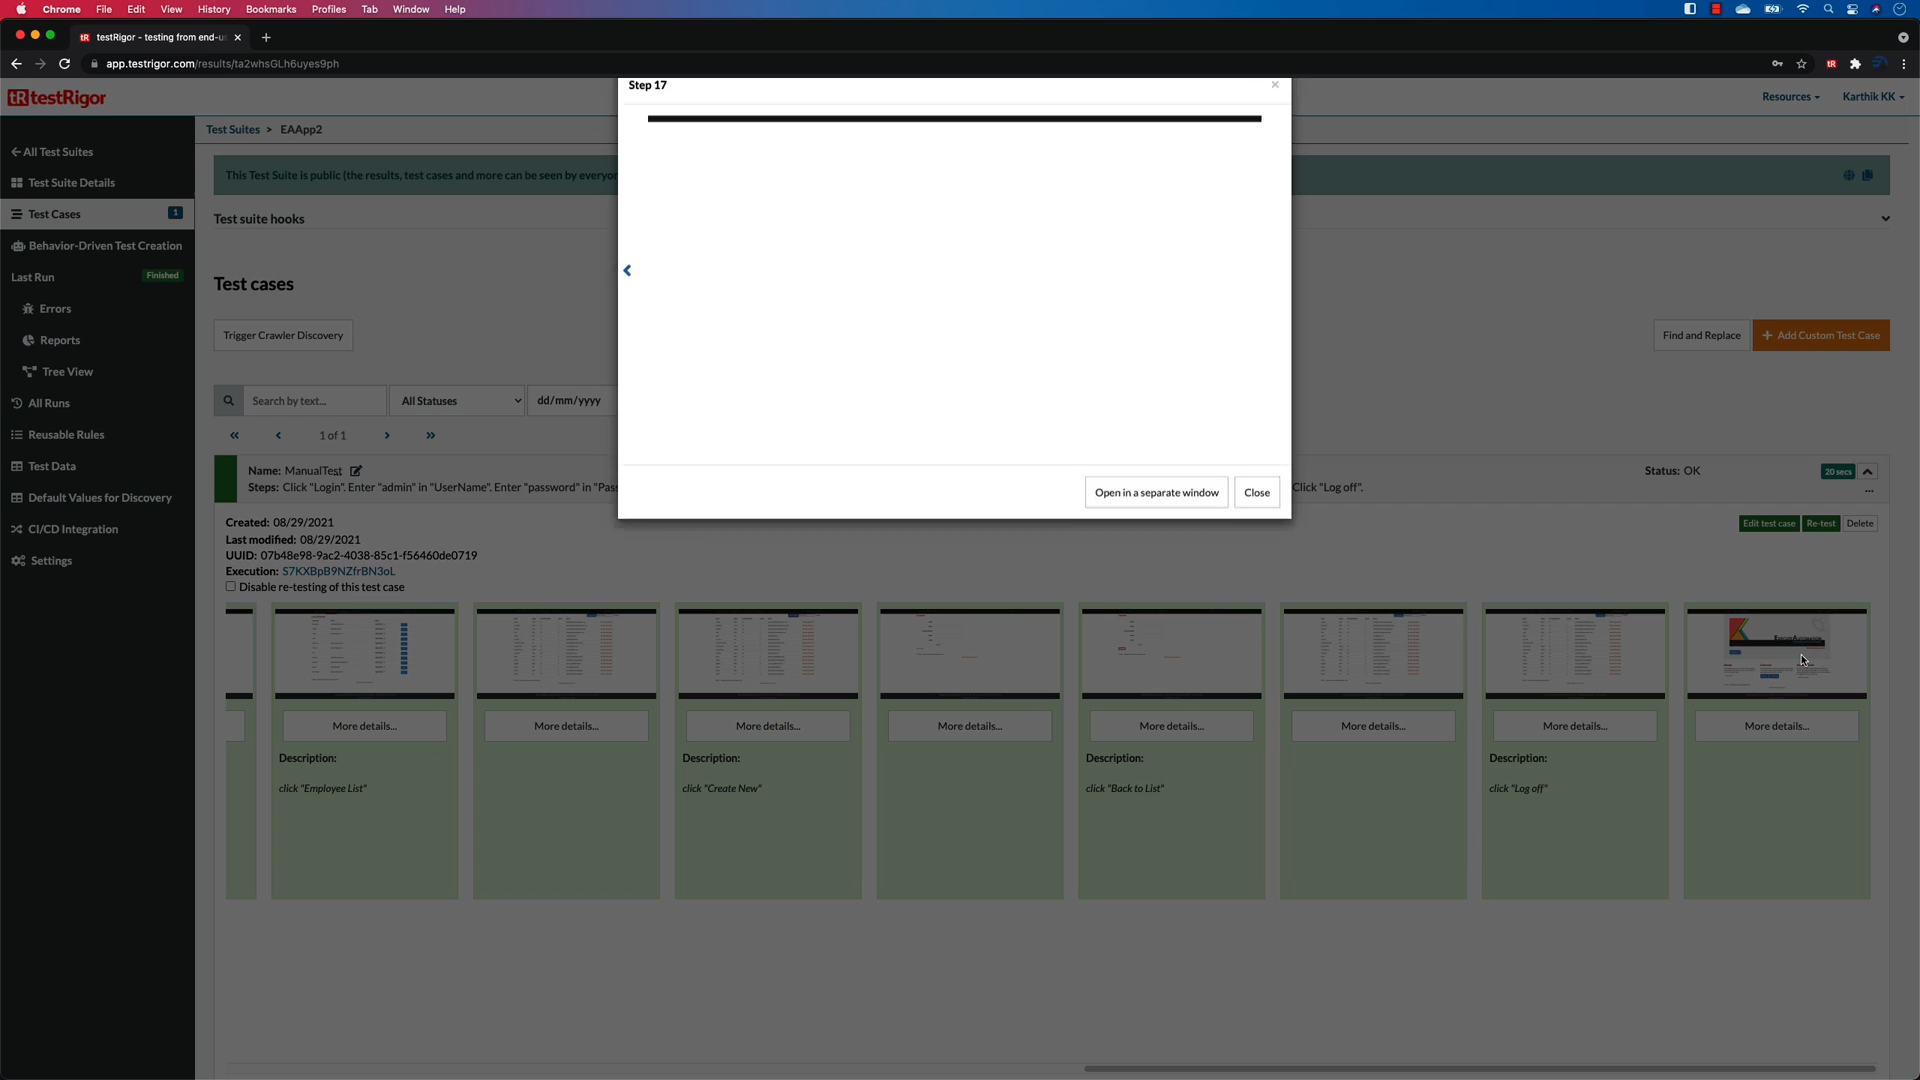 Chrome File Edit View History Bookmarks Profiles Tab Window Help
tR testRigor - testing from end-u
app.testrigor.com/results/ta2whsGLh6uyes9ph
tR testRigor
Resources
Karthik KK
All Test Suites
Test Suite Details
Test Cases 1
Behavior-Driven Test Creation
Last Run Finished
Errors
Reports
Tree View
All Runs
Reusable Rules
Test Data
Default Values for Discovery
CI/CD Integration
Settings
Test Suites > EAApp2
This Test Suite is public (the results, test cases and more can be seen by everyon
Test suite hooks
Test cases
Trigger Crawler Discovery
Find and Replace
+ Add Custom Test Case
Search by text...
All Statuses
dd/mm/yyyy
« ‹ 1 of 1 › »
Step 17 ×
Open in a separate window
Close
Name: ManualTest
Status: OK
20 secs
Steps: Click "Login". Enter "admin" in "UserName". Enter "password" in "Pas
Click "Log off".
...
Created: 08/29/2021
Last modified: 08/29/2021
UUID: 07b48e98-9ac2-4038-85c1-f56460de0719
Execution: S7KXBpB9NZfrBN3oL
Disable re-testing of this test case
Edit test case
Re-test
Delete
EXECUTEAUTOMATION
More details...
More details...
More details...
More details...
More details...
More details...
More details...
More details...
Description:
click "Employee List"
Description:
click "Create New"
Description:
click "Back to List"
Description:
click "Log off"